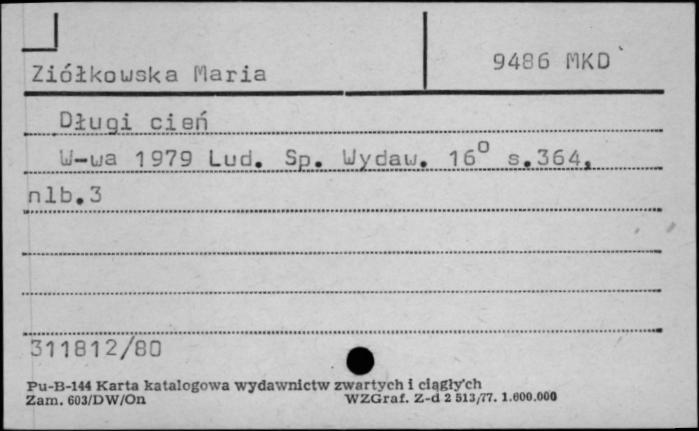 Ziółkowska Maria 9486 MKD
Długi cień
W-wa 1979 Lud. Sp. Wydaw. 16° s.364,
nlb.3
311812/80
Pu-B-144 Karta katalogowa wydawnictw zwartych i ciągłych
Zam. 603/DW/On WZGraf. Z-d 2 513/77. 1.600.000